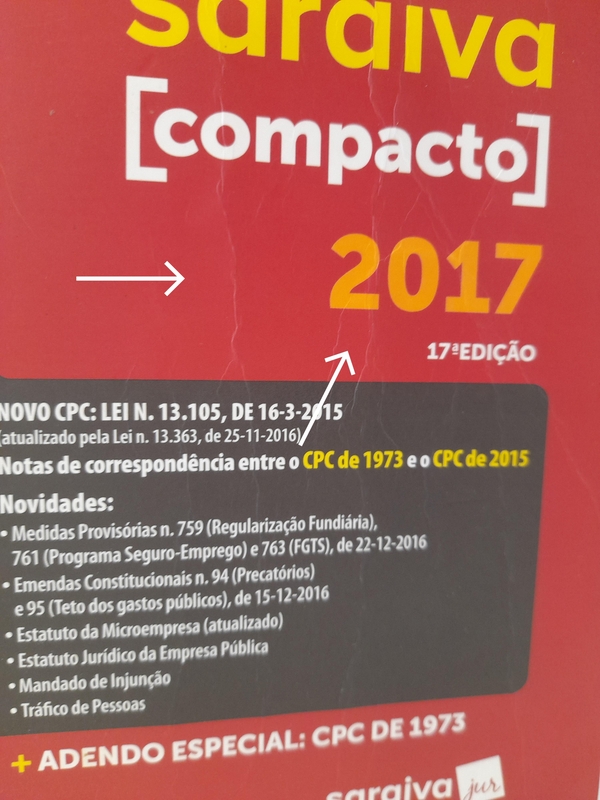 saraiva
[compacto]
2017
17ªEDIÇÃO
NOVO CPC: LEI N. 13.105, DE 16-3-2015
(atualizado pela Lei n. 13.363, de 25-11-2016)
Notas de correspondência entre o CPC de 1973 e o CPC de 2015
Novidades:
• Medidas Provisórias n. 759 (Regularização Fundiária),
761 (Programa Seguro-Emprego) e 763 (FGTS), de 22-12-2016
• Emendas Constitucionais n. 94 (Precatórios)
e 95 (Teto dos gastos públicos), de 15-12-2016
• Estatuto da Microempresa (atualizado)
• Estatuto Jurídico da Empresa Pública
• Mandado de Injunção
• Tráfico de Pessoas
+ ADENDO ESPECIAL: CPC DE 1973
saraiva jur